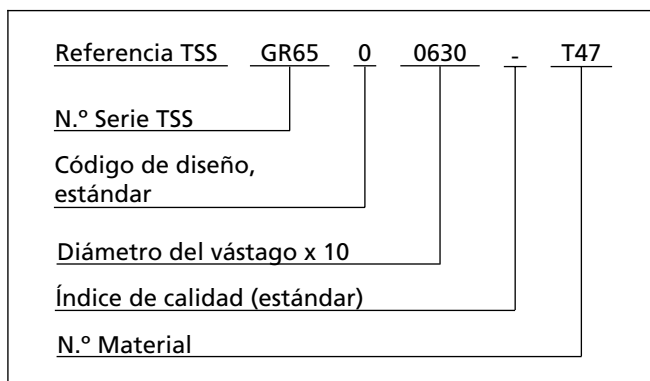 Referencia TSS GR65 0 0630 - T47
N.º Serie TSS
Código de diseño,
estándar
Diámetro del vástago x 10
Índice de calidad (estándar)
N.º Material